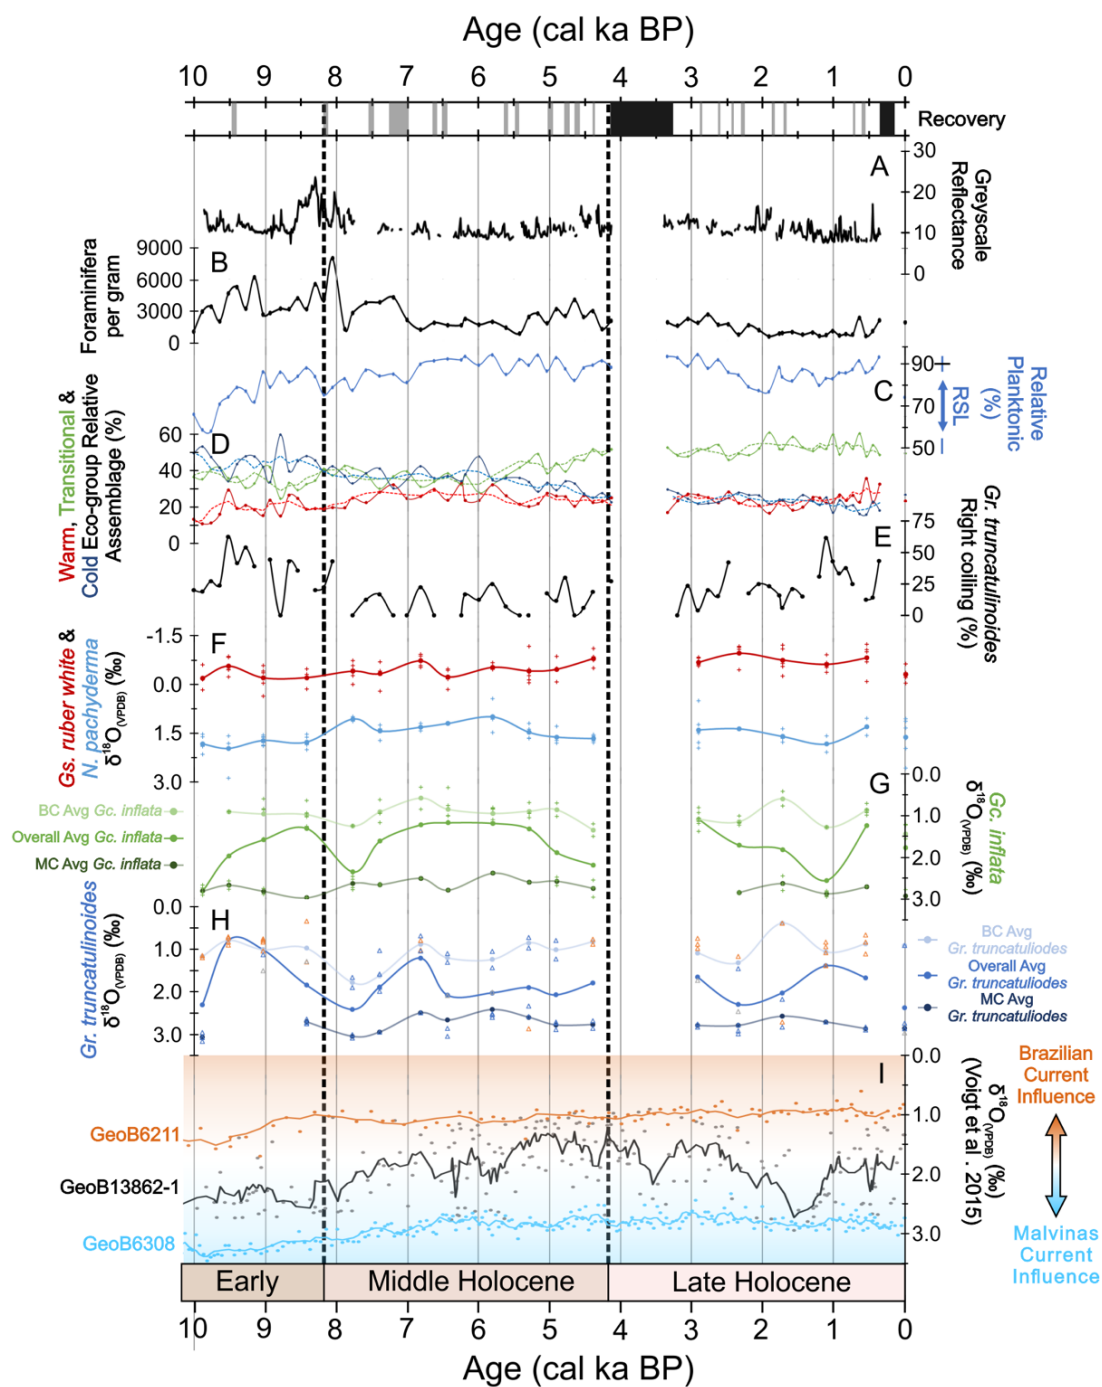 Age (cal ka BP)
10 9 8 7 6 5 4 3 2 1 0
Recovery
A
30
20
10
0
Greyscale
Reflectance
9000
6000
3000
0
B
Foraminifera
per gram
C
90
70
50
RSL
Relative
Planktonic
(%)
60
40
20
0
D
Warm, Transitional &
Cold Eco-group Relative
Assemblage (%)
E
75
50
25
0
Gr. truncatulinoides
Right coiling (%)
-1.5
0.0
1.5
3.0
F
Gs. ruber white &
N. pachyderma
δ18O(VPDB) (‰)
G
0.0
1.0
2.0
3.0
Gc. inflata
δ18O(VPDB) (‰)
BC Avg Gc. inflata
Overall Avg Gc. inflata
MC Avg Gc. inflata
0.0
1.0
2.0
3.0
H
Gr. truncatulinoides
δ18O(VPDB) (‰)
BC Avg
Gr. truncatuliodes
Overall Avg
Gr. truncatuliodes
MC Avg
Gr. truncatuliodes
I
0.0
1.0
2.0
3.0
δ18O(VPDB) (‰)
(Voigt et al . 2015)
Brazilian
Current
Influence
Malvinas
Current
Influence
GeoB6211
GeoB13862-1
GeoB6308
Early Middle Holocene Late Holocene
10 9 8 7 6 5 4 3 2 1 0
Age (cal ka BP)